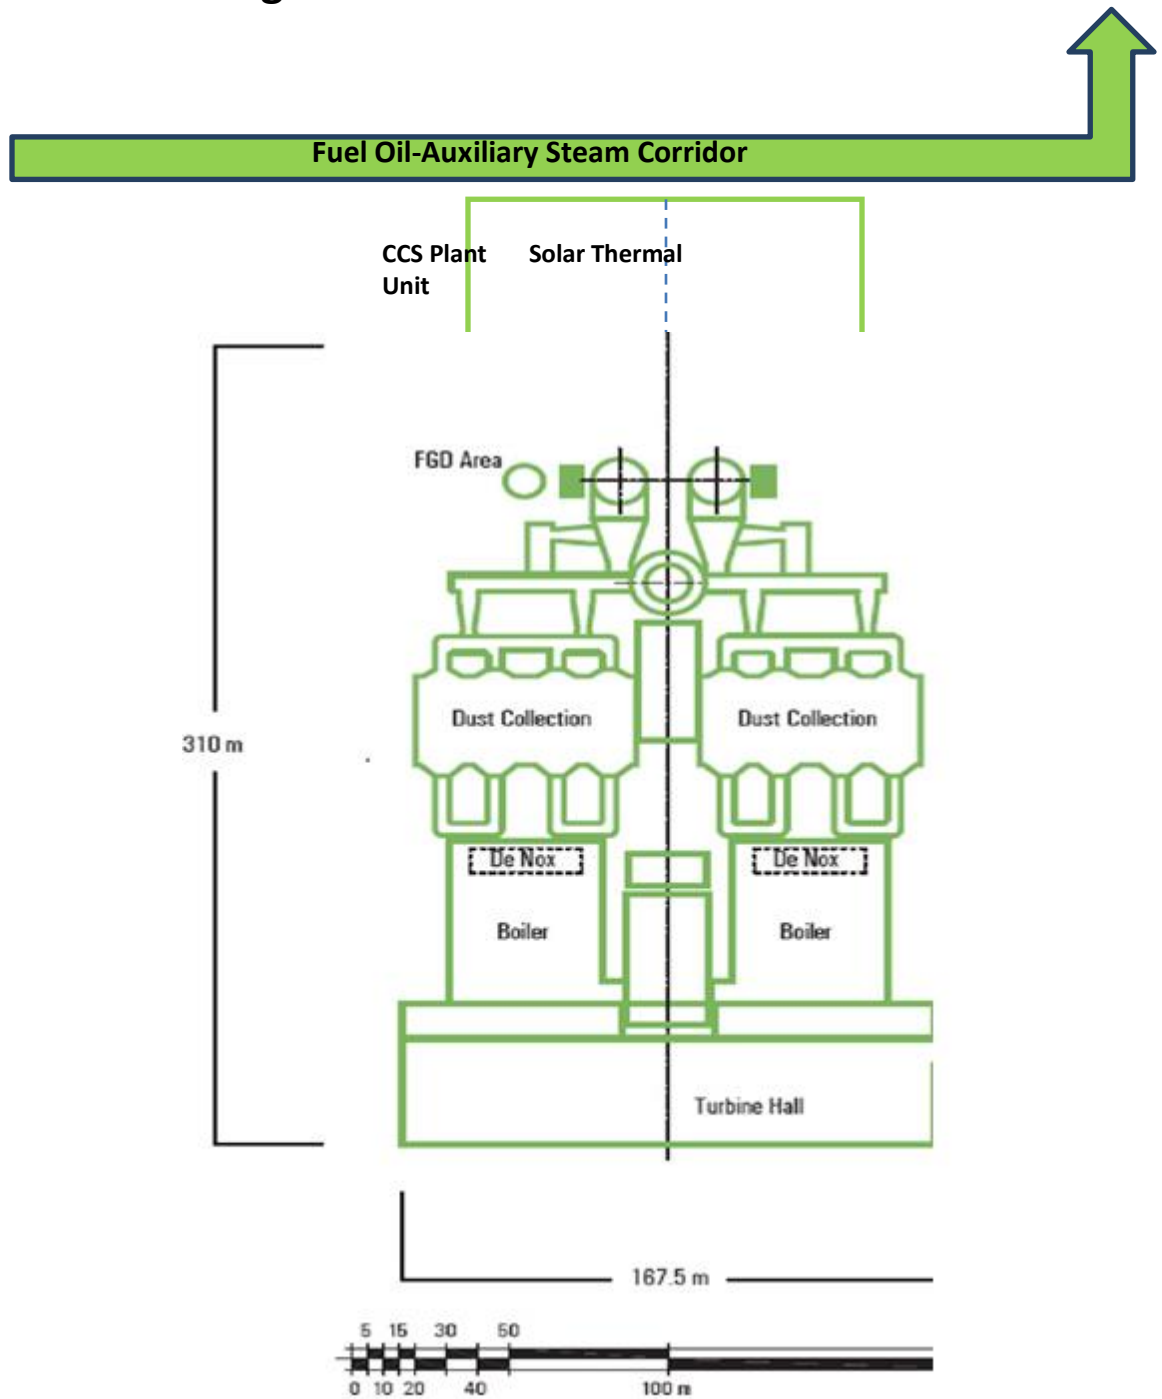 Fuel Oil-Auxiliary Steam Corridor
CCS Plant Unit
Solar Thermal
FGD Area
310 m
Dust Collection
Dust Collection
De Nox
De Nox
Boiler
Boiler
Turbine Hall
167.5 m
5 15 30 50
0 10 20 40 100 m